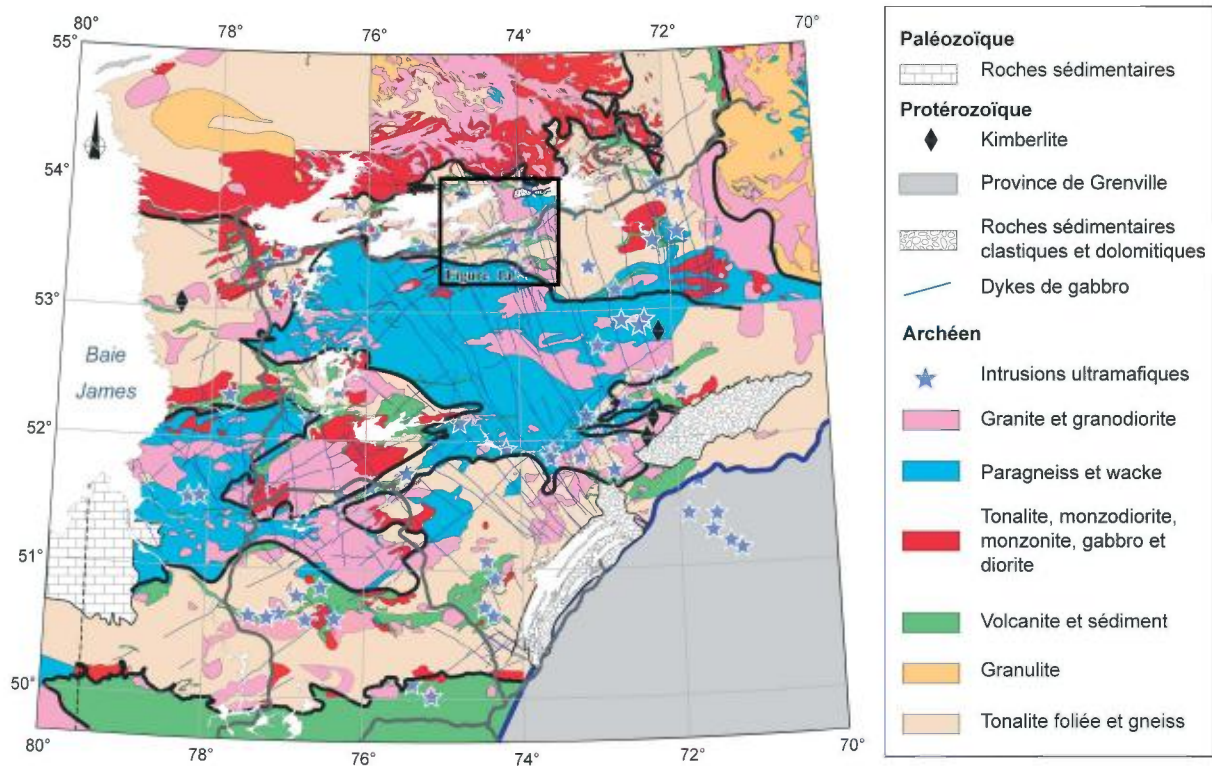 80°
78°
76°
74°
72°
70°
55°
54°
53°
52°
51°
50°
Baie
James
80°
78°
76°
74°
72°
70°
Paléozoïque
Roches sédimentaires
Protérozoïque
Kimberlite
Province de Grenville
Roches sédimentaires
clastiques et dolomitiques
Dykes de gabbro
Archéen
Intrusions ultramafiques
Granite et granodiorite
Paragneiss et wacke
Tonalite, monzodiorite,
monzonite, gabbro et
diorite
Volcanite et sédiment
Granulite
Tonalite foliée et gneiss